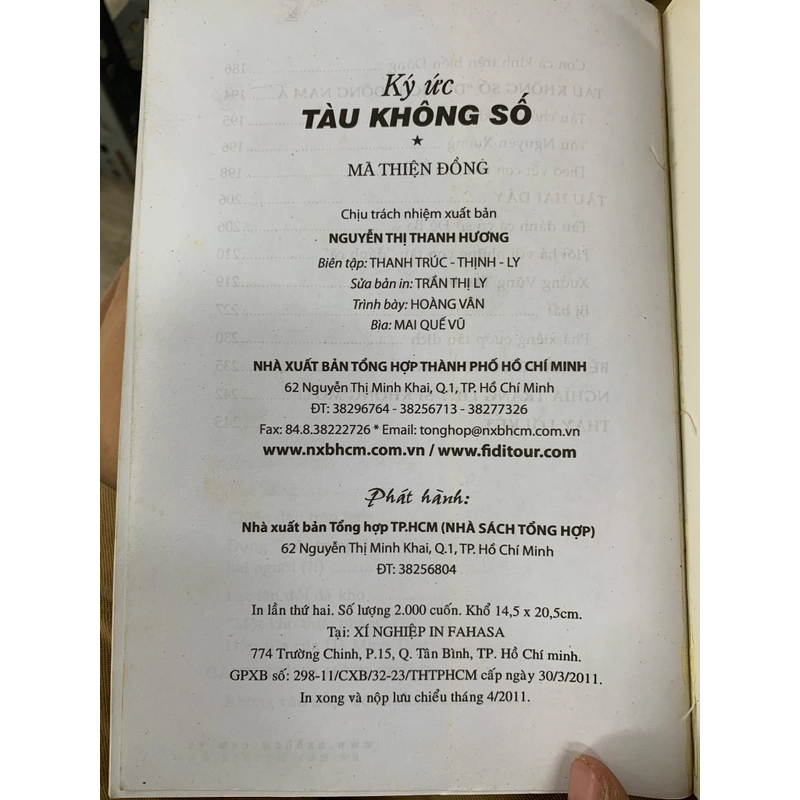 Ký ức
TÀU KHÔNG SỐ
★
MÃ THIỆN ĐỒNG
Chịu trách nhiệm xuất bản
NGUYỄN THỊ THANH HƯƠNG
Biên tập: THANH TRÚC - THỊNH - LY
Sửa bản in: TRẦN THỊ LY
Trình bày: HOÀNG VÂN
Bìa: MAI QUẾ VŨ
NHÀ XUẤT BẢN TỔNG HỢP THÀNH PHỐ HỒ CHÍ MINH
62 Nguyễn Thị Minh Khai, Q.1, TP. Hồ Chí Minh
ĐT: 38296764 - 38256713 - 38277326
Fax: 84.8.38222726 * Email: tonghop@nxbhcm.com.vn
www.nxbhcm.com.vn / www.fiditour.com
Phát hành:
Nhà xuất bản Tổng hợp TP.HCM (NHÀ SÁCH TỔNG HỢP)
62 Nguyễn Thị Minh Khai, Q.1, TP. Hồ Chí Minh
ĐT: 38256804
In lần thứ hai. Số lượng 2.000 cuốn. Khổ 14,5 x 20,5cm.
Tại: XÍ NGHIỆP IN FAHASA
774 Trường Chinh, P.15, Q. Tân Bình, TP. Hồ Chí minh.
GPXB số: 298-11/CXB/32-23/THTPHCM cấp ngày 30/3/2011.
In xong và nộp lưu chiểu tháng 4/2011.